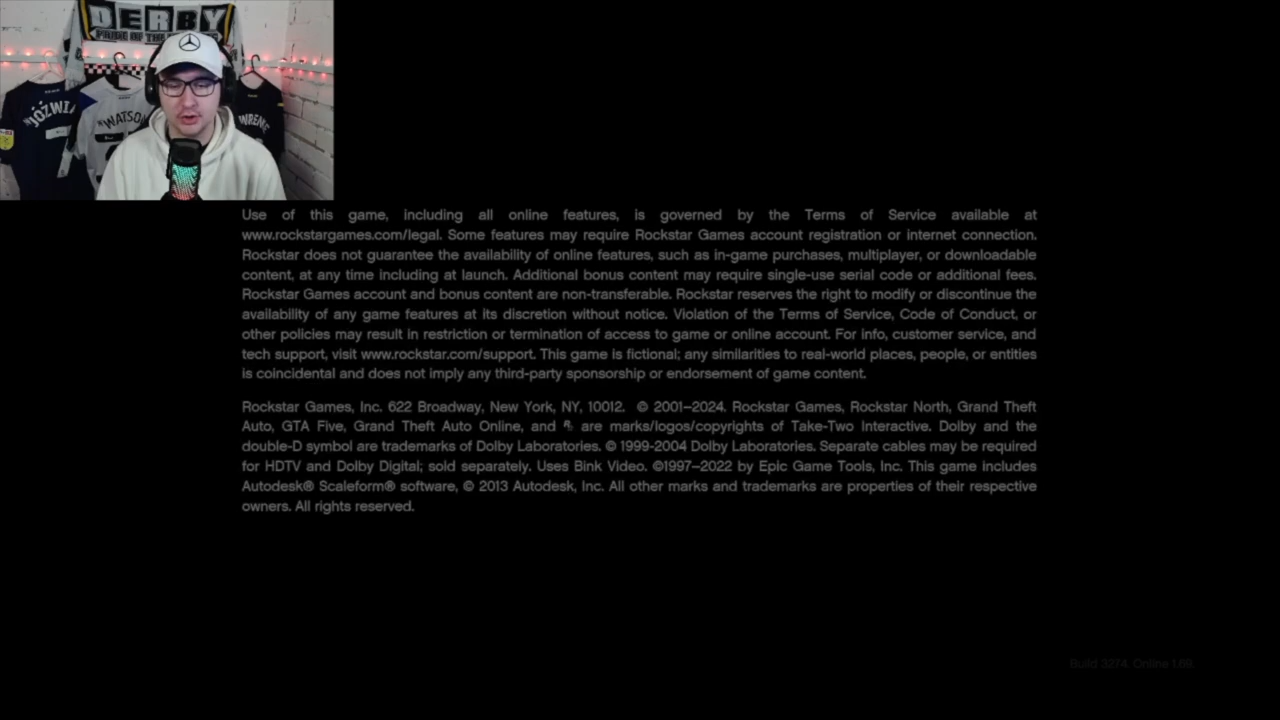 DERBY
JÓZWIA
WATSO
Use of this game, including all online features, is governed by the Terms of Service available at
www.rockstargames.com/legal. Some features may require Rockstar Games account registration or internet connection.
Rockstar does not guarantee the availability of online features, such as in-game purchases, multiplayer, or downloadable
content, at any time including at launch. Additional bonus content may require single-use serial code or additional fees.
Rockstar Games account and bonus content are non-transferable. Rockstar reserves the right to modify or discontinue the
availability of any game features at its discretion without notice. Violation of the Terms of Service, Code of Conduct, or
other policies may result in restriction or termination of access to game or online account. For info, customer service, and
tech support, visit www.rockstar.com/support. This game is fictional; any similarities to real-world places, people, or entities
is coincidental and does not imply any third-party sponsorship or endorsement of game content.
Rockstar Games, Inc. 622 Broadway, New York, NY, 10012. © 2001–2024. Rockstar Games, Rockstar North, Grand Theft
Auto, GTA Five, Grand Theft Auto Online, and R* are marks/logos/copyrights of Take-Two Interactive. Dolby and the
double-D symbol are trademarks of Dolby Laboratories. © 1999-2004 Dolby Laboratories. Separate cables may be required
for HDTV and Dolby Digital; sold separately. Uses Bink Video. ©1997–2022 by Epic Game Tools, Inc. This game includes
Autodesk® Scaleform® software, © 2013 Autodesk, Inc. All other marks and trademarks are properties of their respective
owners. All rights reserved.
Build 3274. Online 1.69.